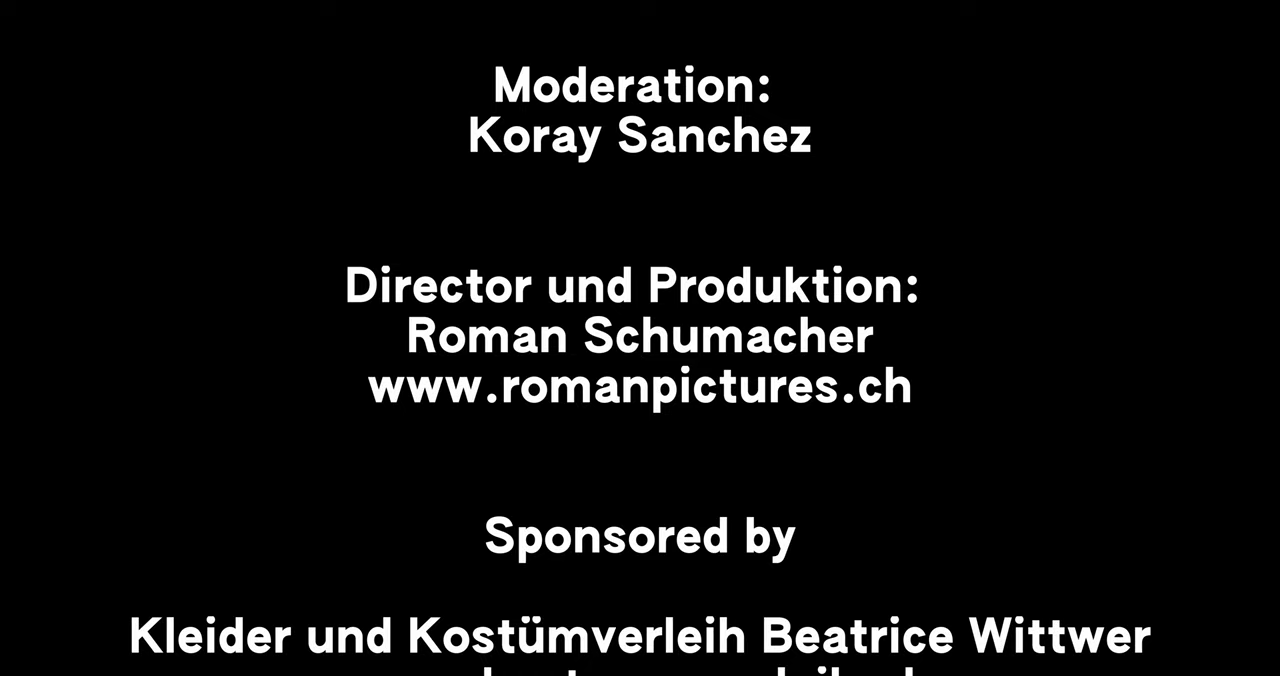 Moderation:
Koray Sanchez
Director und Produktion:
Roman Schumacher
www.romanpictures.ch
Sponsored by
Kleider und Kostümverleih Beatrice Wittwer